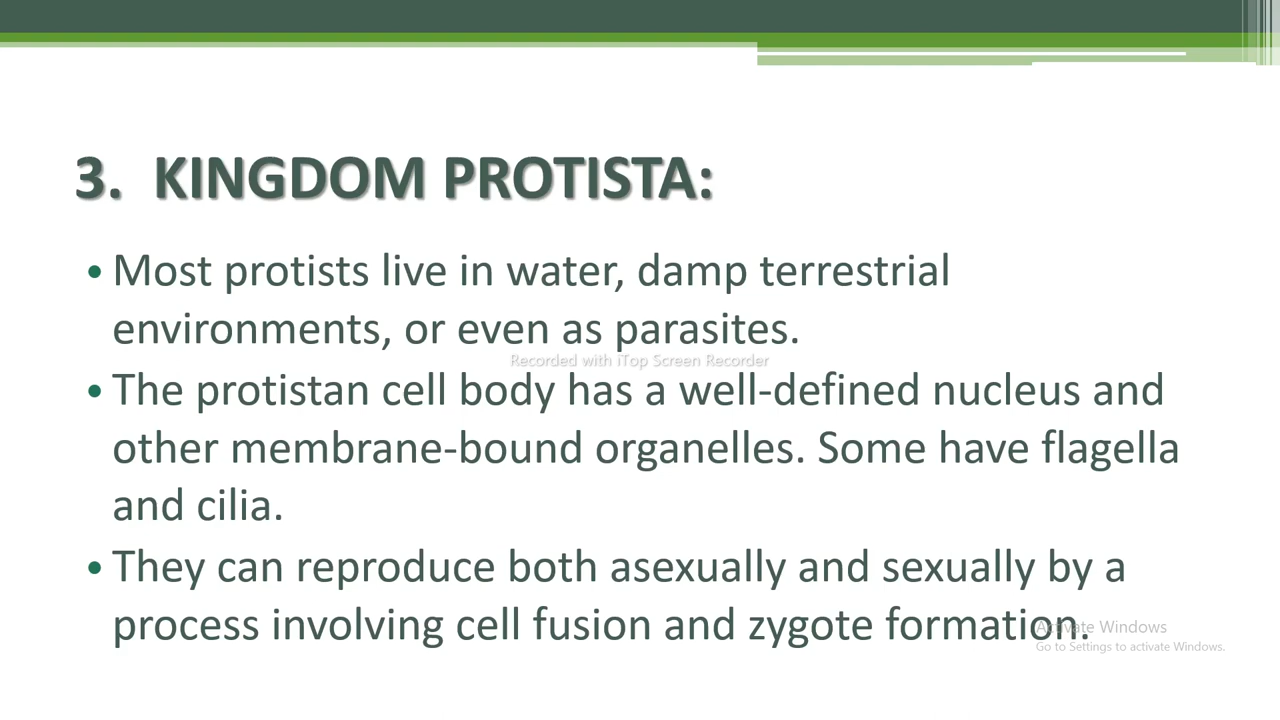 3. KINGDOM PROTISTA:
• Most protists live in water, damp terrestrial
environments, or even as parasites.
Recorded with iTop Screen Recorder
• The protistan cell body has a well-defined nucleus and
other membrane-bound organelles. Some have flagella
and cilia.
• They can reproduce both asexually and sexually by a
process involving cell fusion and zygote formation.
Activate Windows
Go to Settings to activate Windows.